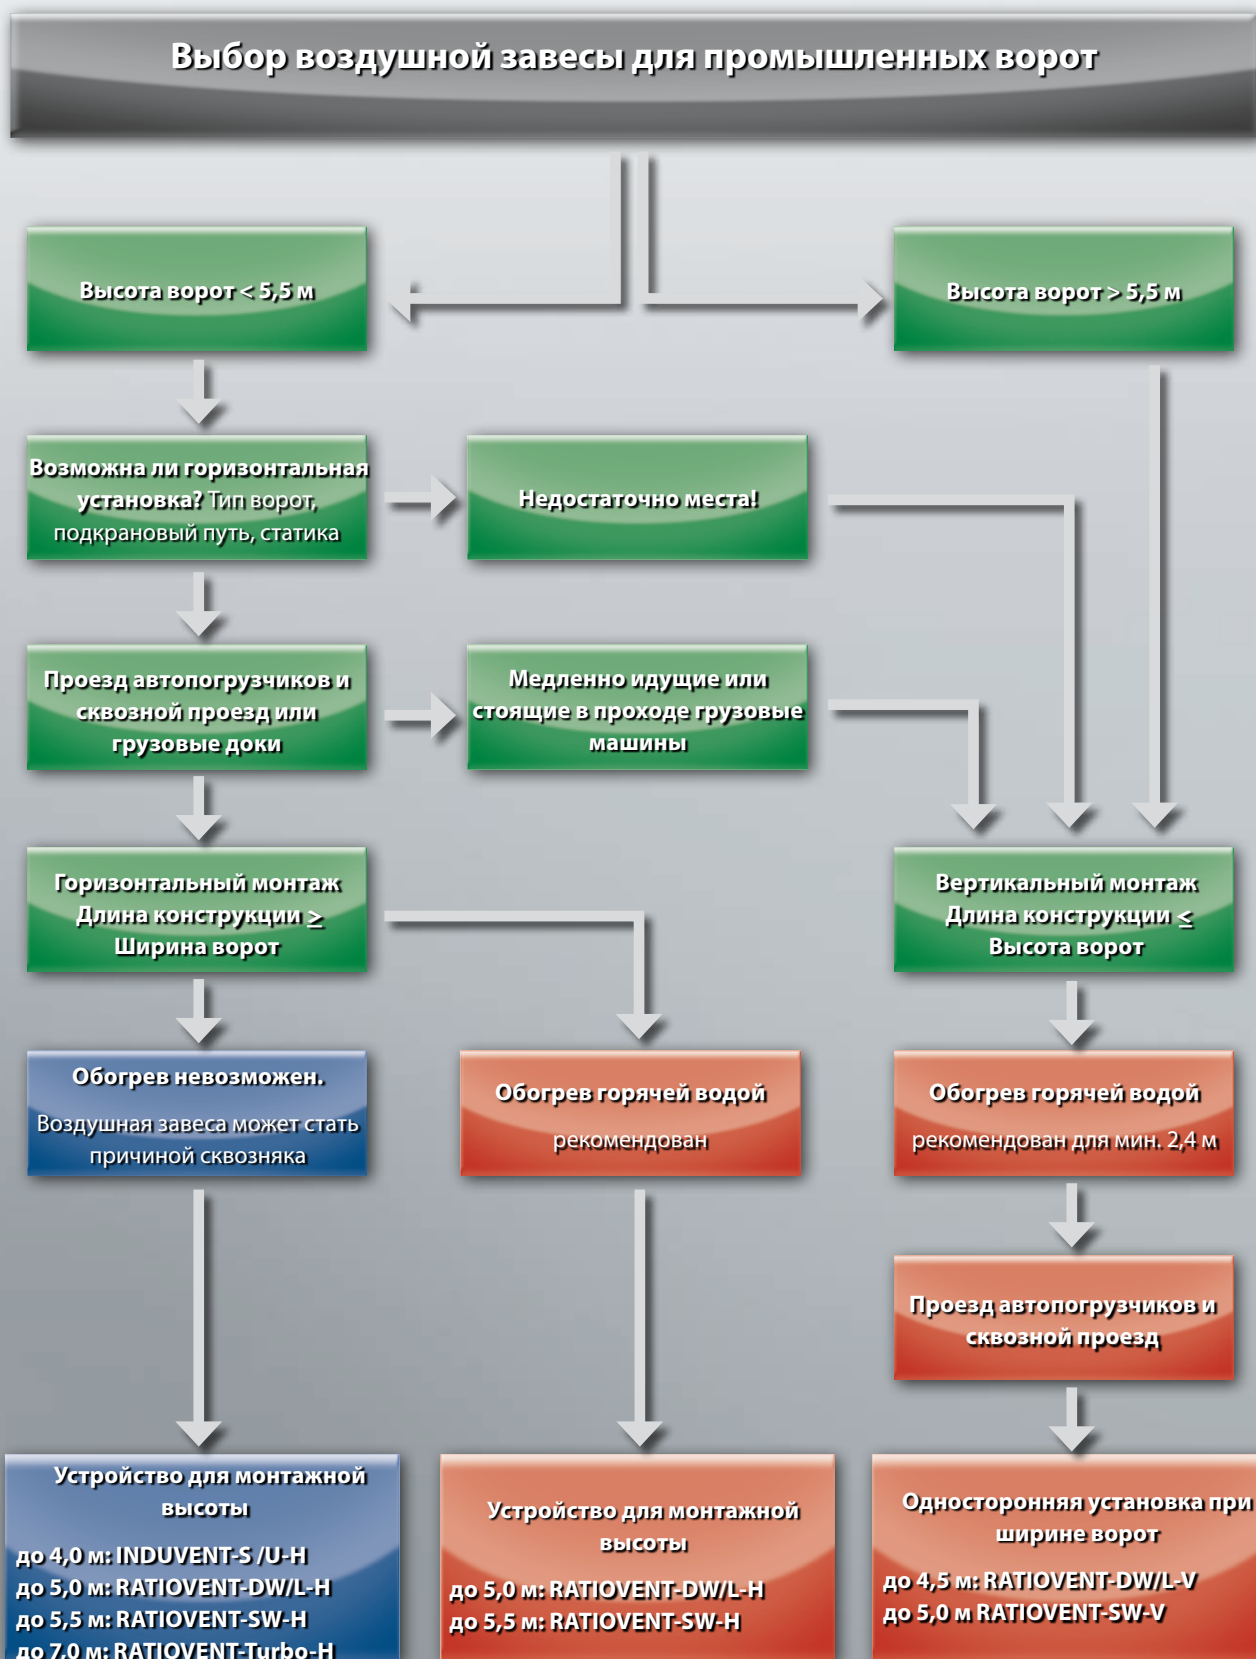 Выбор воздушной завесы для промышленных ворот
Высота ворот < 5,5 м
Высота ворот > 5,5 м
Возможна ли горизонтальная
установка? Тип ворот,
подкрановый путь, статика
Недостаточно места!
Проезд автопогрузчиков и
сквозной проезд или
грузовые доки
Медленно идущие или
стоящие в проходе грузовые
машины
Горизонтальный монтаж
Длина конструкции ≥
Ширина ворот
Вертикальный монтаж
Длина конструкции ≤
Высота ворот
Обогрев невозможен.
Воздушная завеса может стать
причиной сквозняка
Обогрев горячей водой
рекомендован
Обогрев горячей водой
рекомендован для мин. 2,4 м
Проезд автопогрузчиков и
сквозной проезд
Устройство для монтажной
высоты
до 4,0 м: INDUVENT-S /U-H
до 5,0 м: RATIOVENT-DW/L-H
до 5,5 м: RATIOVENT-SW-H
до 7,0 м: RATIOVENT-Turbo-H
Устройство для монтажной
высоты
до 5,0 м: RATIOVENT-DW/L-H
до 5,5 м: RATIOVENT-SW-H
Односторонняя установка при
ширине ворот
до 4,5 м: RATIOVENT-DW/L-V
до 5,0 м RATIOVENT-SW-V